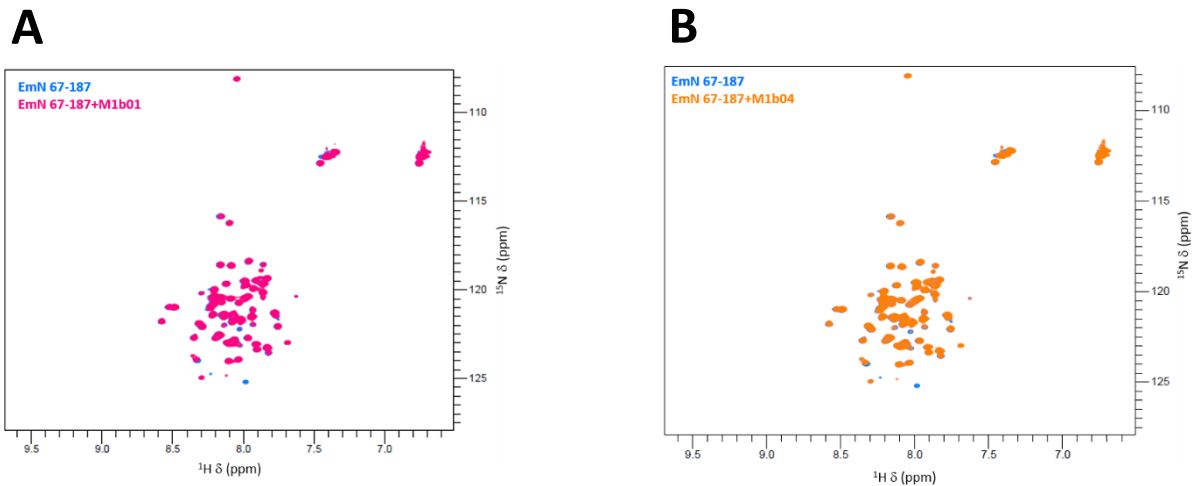 A
EmN 67-187
EmN 67-187+M1b01
110
115
120
125
¹⁵N δ (ppm)
9.5 9.0 8.5 8.0 7.5 7.0
¹H δ (ppm)
B
EmN 67-187
EmN 67-187+M1b04
110
115
120
125
¹⁵N δ (ppm)
9.5 9.0 8.5 8.0 7.5 7.0
¹H δ (ppm)